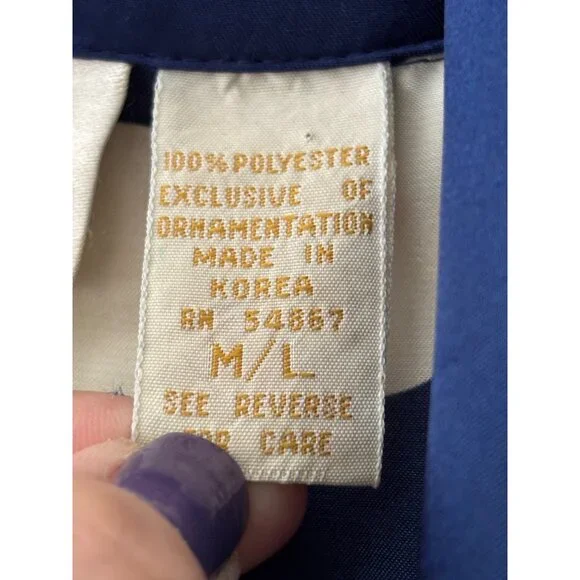 100% POLYESTER
EXCLUSIVE OF
ORNAMENTATION
MADE IN
KOREA
RN 54867
M/L
SEE REVERSE
FOR CARE